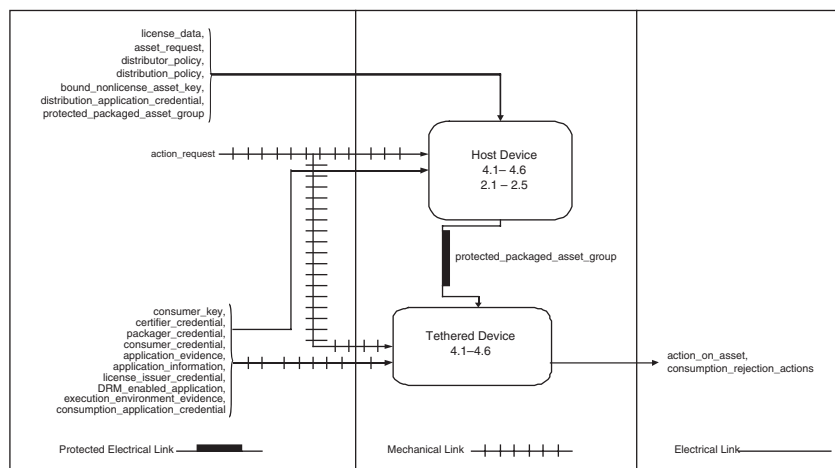 license_data,
asset_request,
distributor_policy,
distribution_policy,
bound_nonlicense_asset_key,
distribution_application_credential,
protected_packaged_asset_group
action_request
Host Device
4.1– 4.6
2.1 – 2.5
protected_packaged_asset_group
consumer_key,
certifier_credential,
packager_credential,
consumer_credential,
application_evidence,
application_information,
license_issuer_credential,
DRM_enabled_application,
execution_environment_evidence,
consumption_application_credential
Tethered Device
4.1–4.6
action_on_asset,
consumption_rejection_actions
Protected Electrical Link
Mechanical Link
Electrical Link